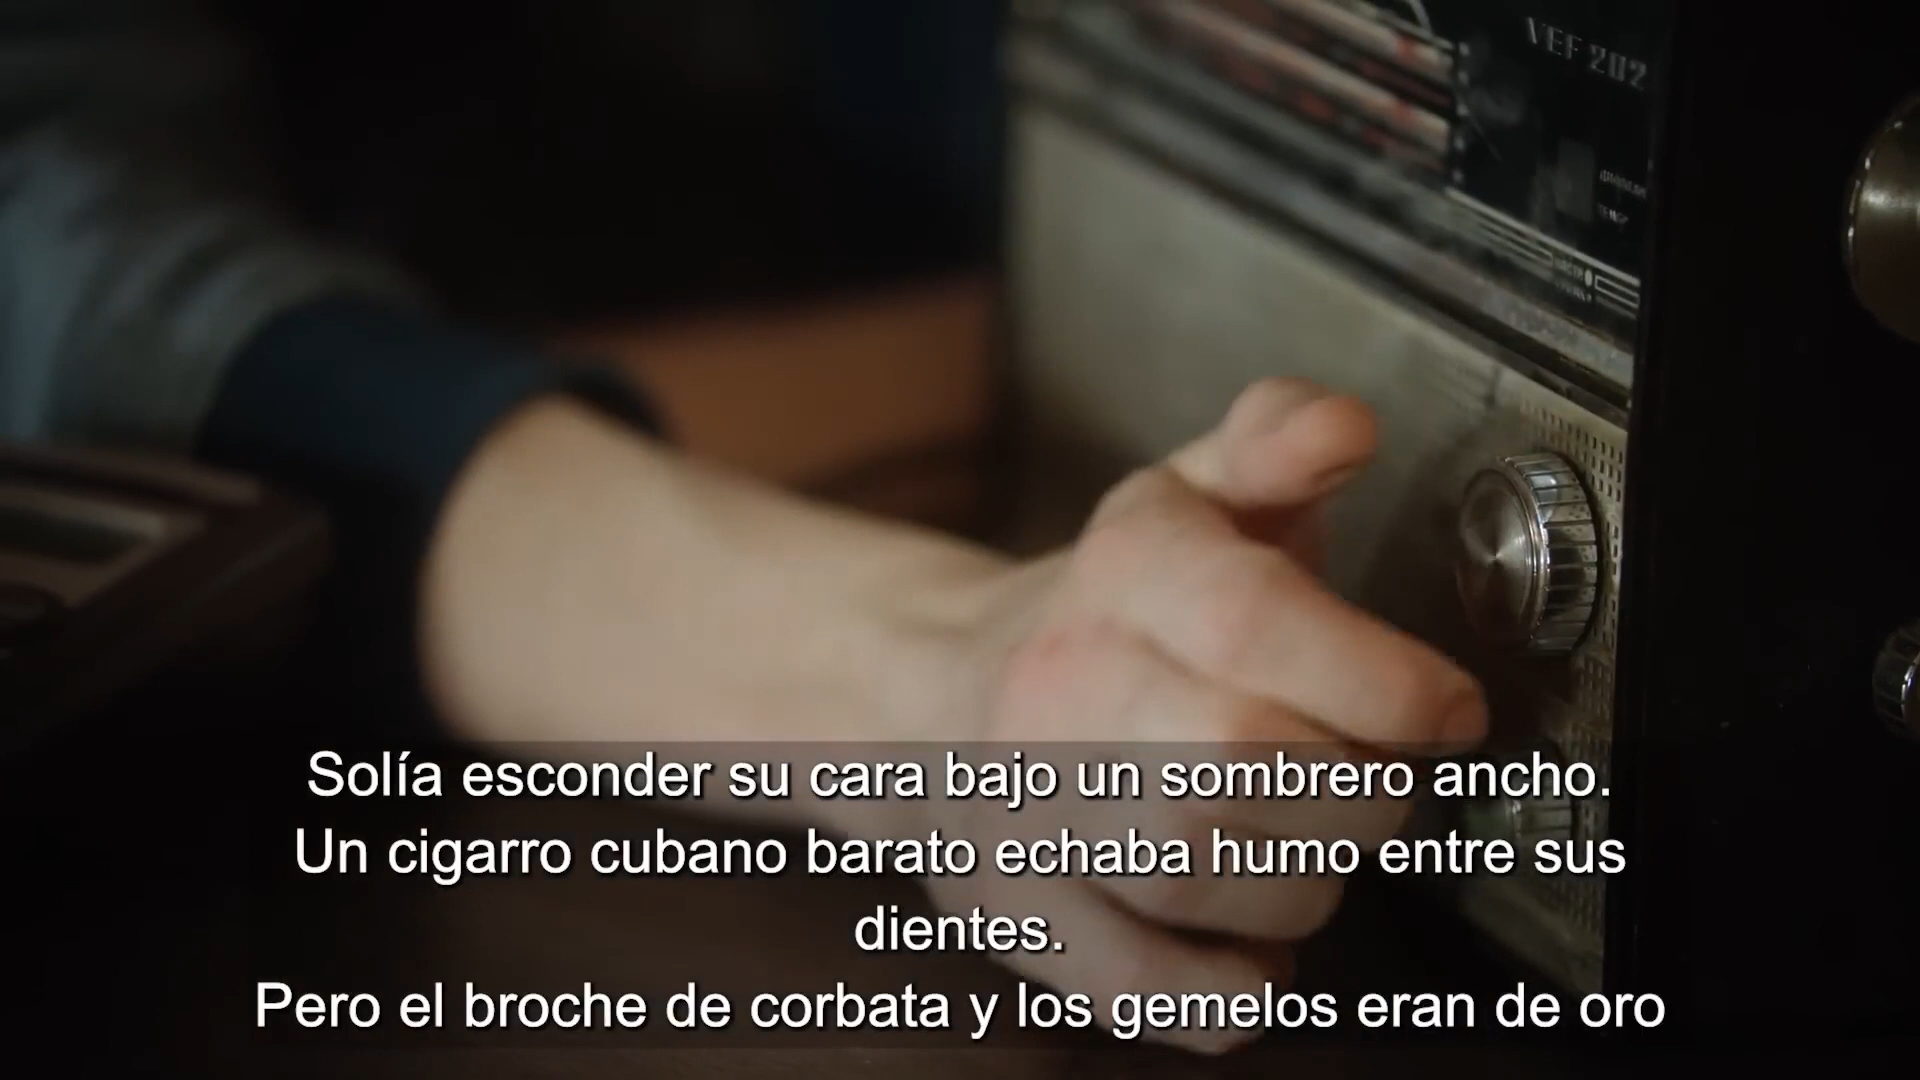 VEF 202
Solía esconder su cara bajo un sombrero ancho.
Un cigarro cubano barato echaba humo entre sus
dientes.
Pero el broche de corbata y los gemelos eran de oro